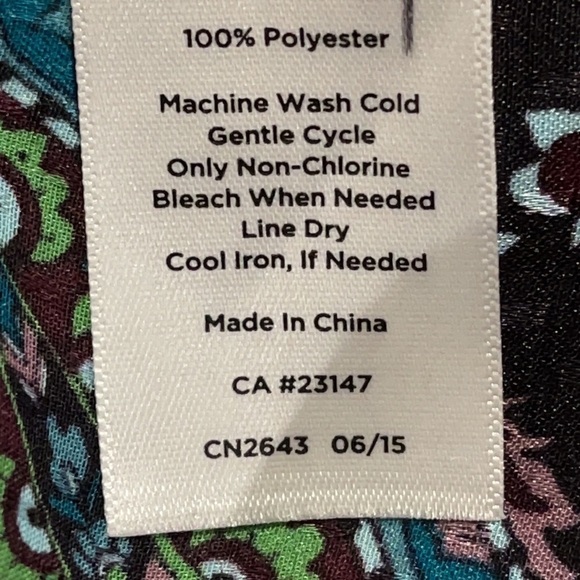 100% Polyester
Machine Wash Cold
Gentle Cycle
Only Non-Chlorine
Bleach When Needed
Line Dry
Cool Iron, If Needed
Made In China
CA #23147
CN2643 06/15